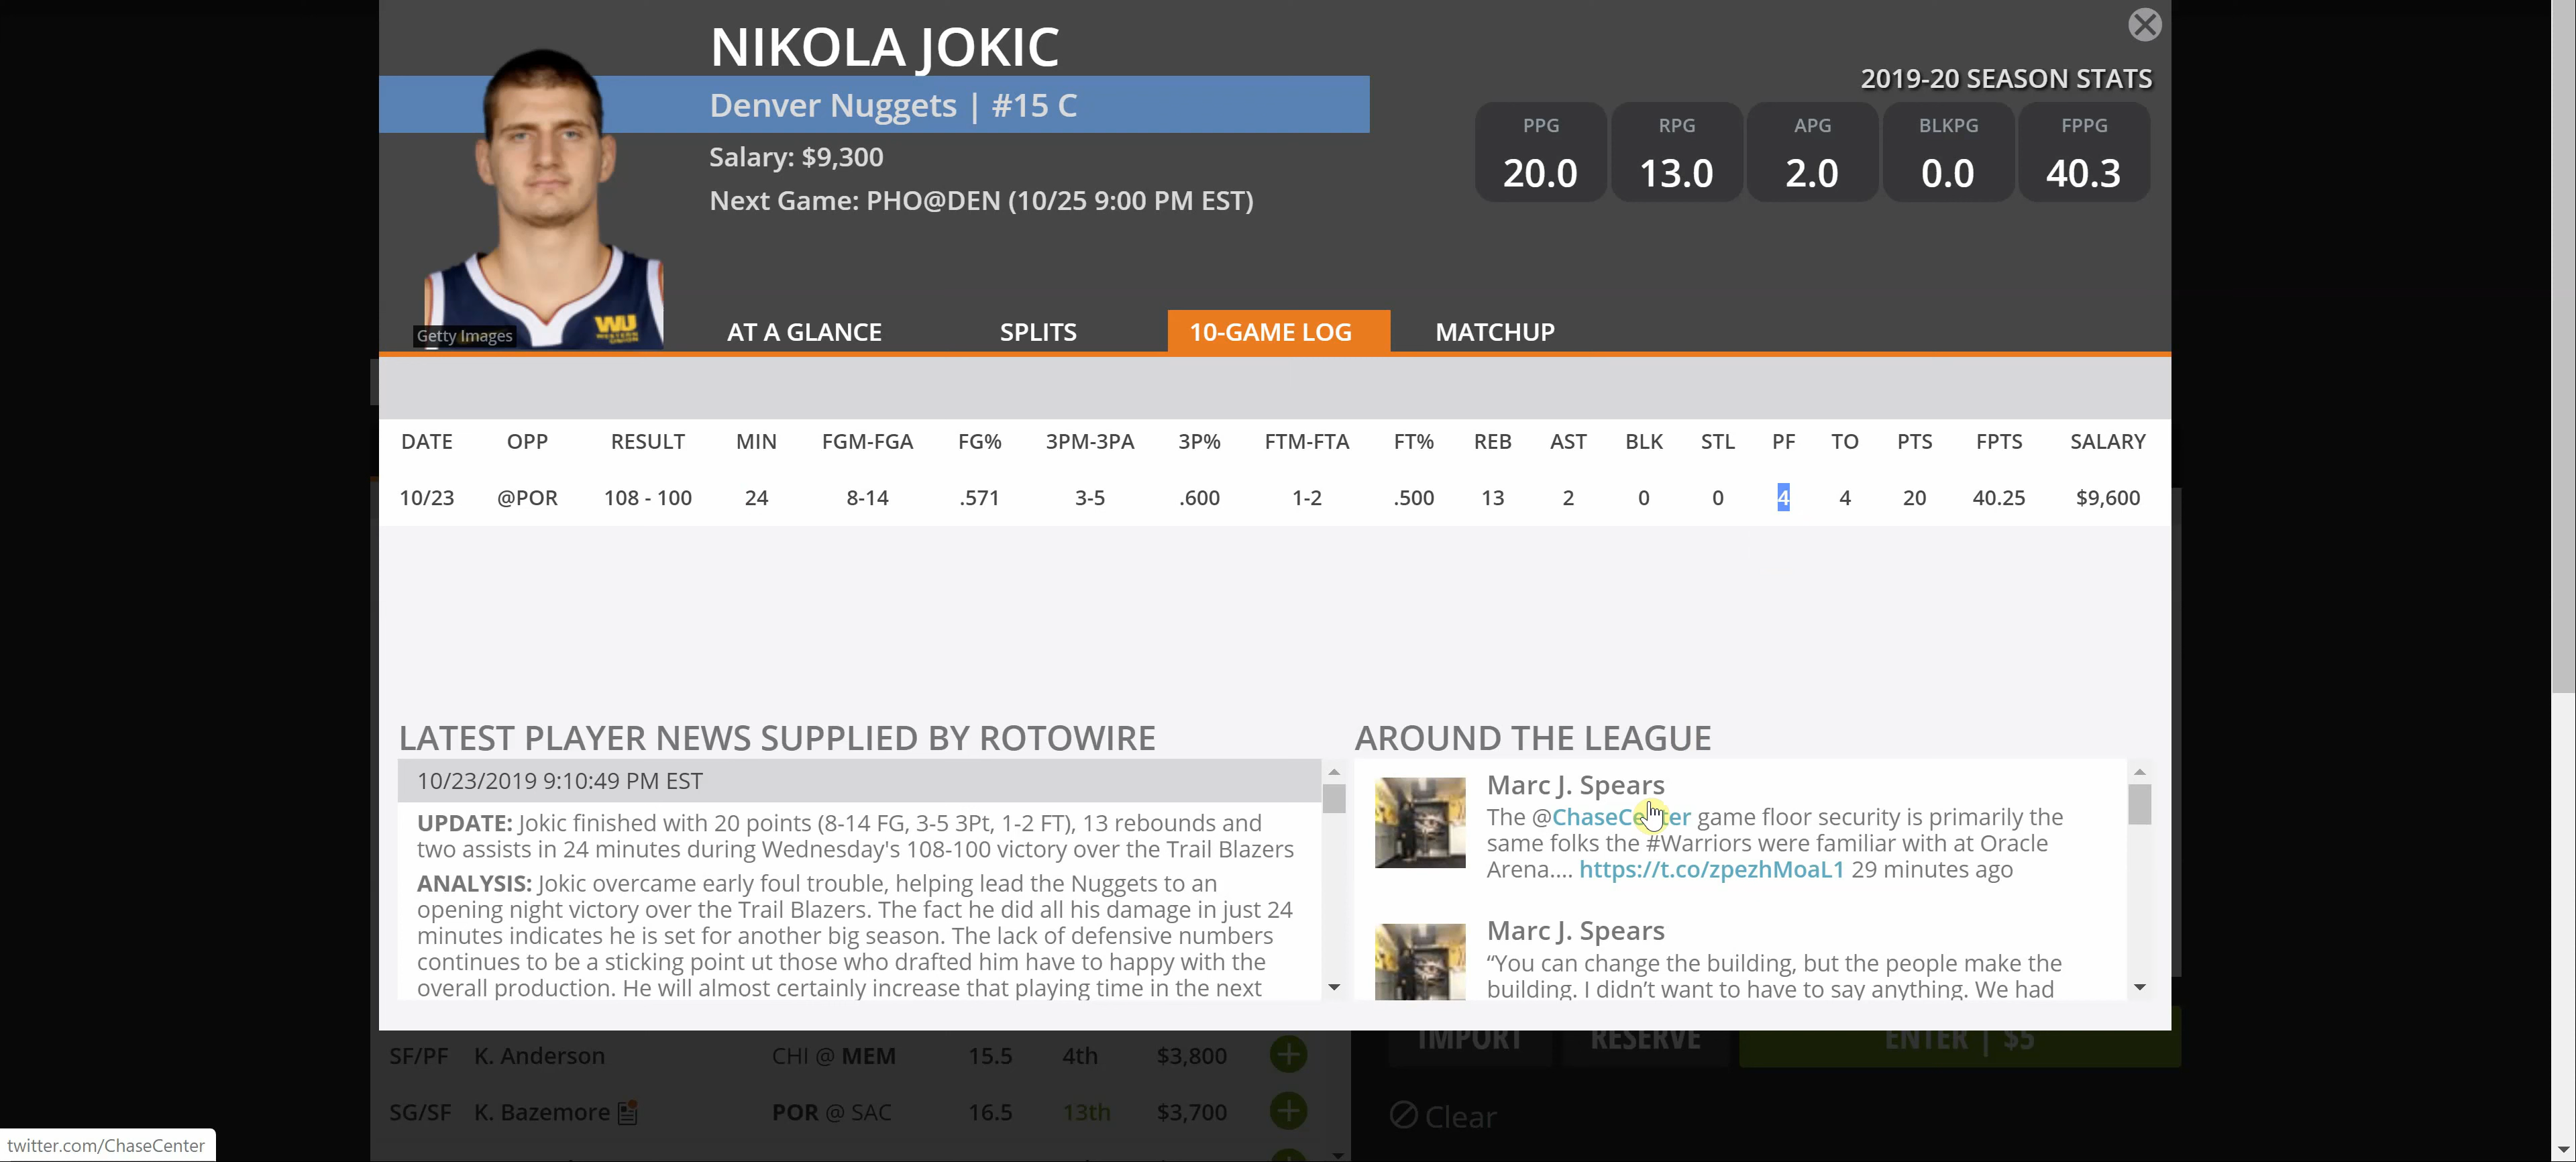 NIKOLA JOKIC
Denver Nuggets | #15 C
Salary: $9,300
Next Game: PHO@DEN (10/25 9:00 PM EST)
2019-20 SEASON STATS
PPG RPG APG BLKPG FPPG
20.0 13.0 2.0 0.0 40.3
WU
WESTERN
UNION
Getty Images
AT A GLANCE SPLITS 10-GAME LOG MATCHUP
DATE OPP RESULT MIN FGM-FGA FG% 3PM-3PA 3P% FTM-FTA FT% REB AST BLK STL PF TO PTS FPTS SALARY
10/23 @POR 108 - 100 24 8-14 .571 3-5 .600 1-2 .500 13 2 0 0 4 4 20 40.25 $9,600
LATEST PLAYER NEWS SUPPLIED BY ROTOWIRE
10/23/2019 9:10:49 PM EST
UPDATE: Jokic finished with 20 points (8-14 FG, 3-5 3Pt, 1-2 FT), 13 rebounds and
two assists in 24 minutes during Wednesday's 108-100 victory over the Trail Blazers
ANALYSIS: Jokic overcame early foul trouble, helping lead the Nuggets to an
opening night victory over the Trail Blazers. The fact he did all his damage in just 24
minutes indicates he is set for another big season. The lack of defensive numbers
continues to be a sticking point ut those who drafted him have to happy with the
overall production. He will almost certainly increase that playing time in the next
AROUND THE LEAGUE
Marc J. Spears
The @ChaseCenter game floor security is primarily the
same folks the #Warriors were familiar with at Oracle
Arena.... https://t.co/zpezhMoaL1 29 minutes ago
Marc J. Spears
“You can change the building, but the people make the
building. I didn’t want to have to say anything. We had
IMPORT RESERVE ENTER | $5
SF/PF K. Anderson CHI @ MEM 15.5 4th $3,800
SG/SF K. Bazemore POR @ SAC 16.5 13th $3,700
Clear
twitter.com/ChaseCenter